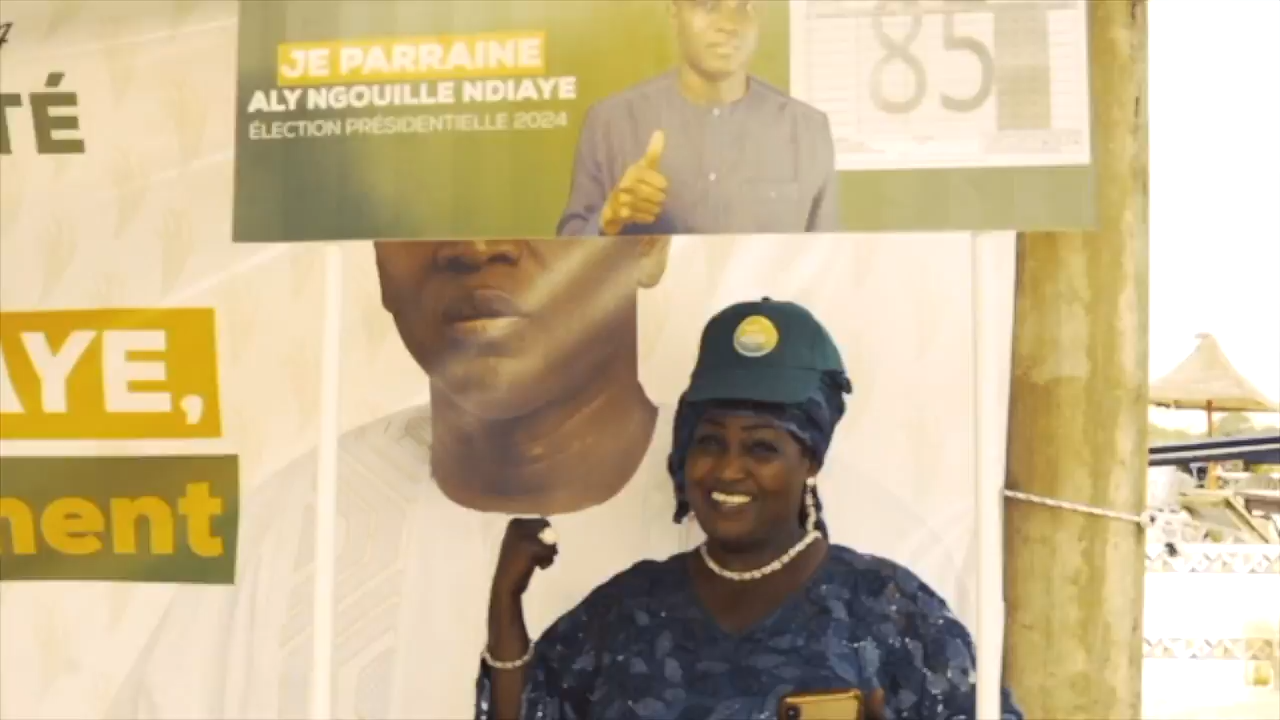 TÉ
JE PARRAINE
ALY NGOUILLE NDIAYE
ÉLECTION PRÉSIDENTIELLE 2024
85
AYE,
ment